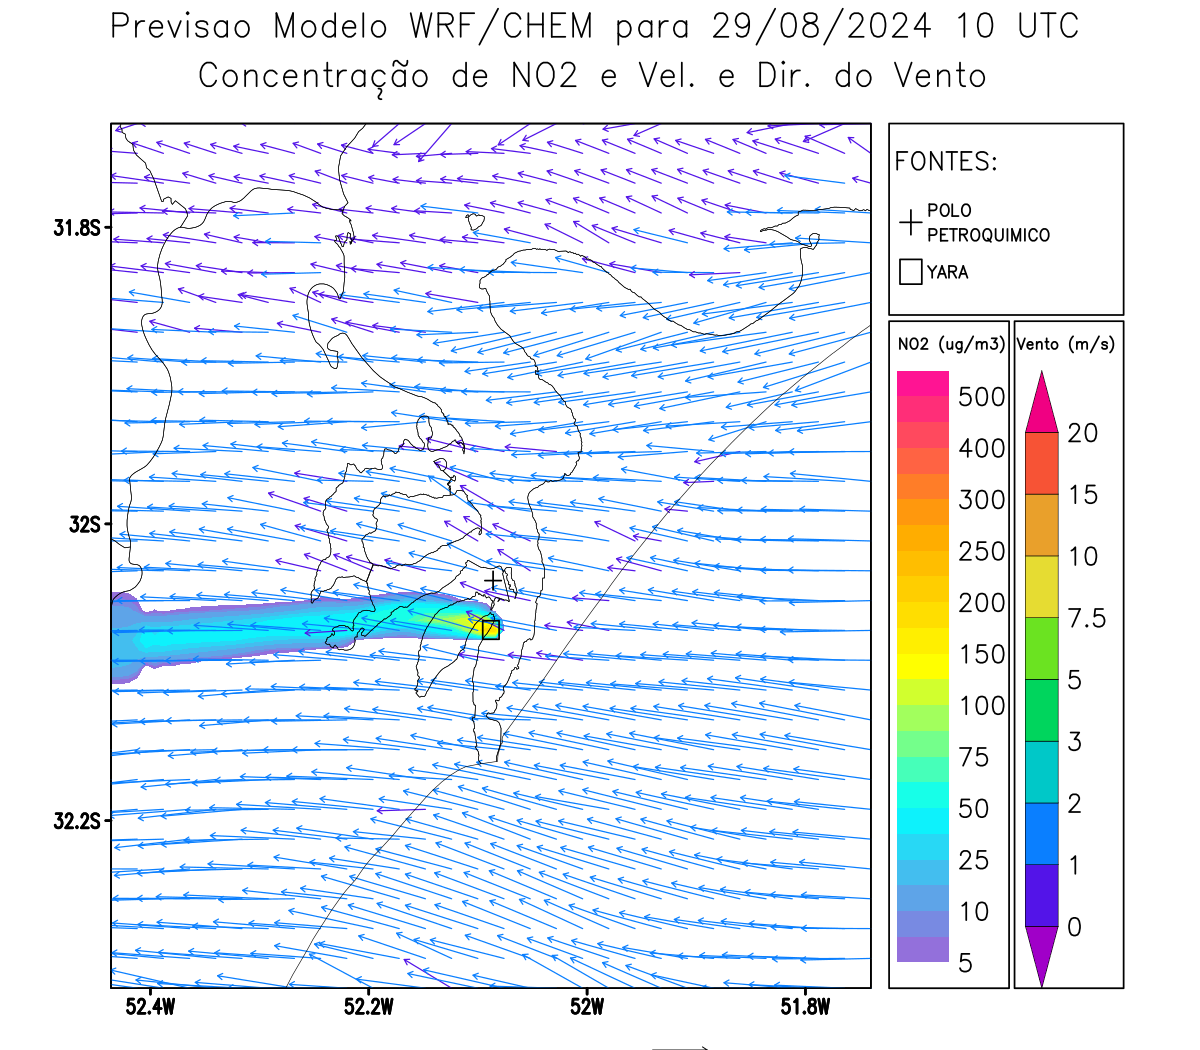 Previsao Modelo WRF/CHEM para 29/08/2024 10 UTC
Concentração de NO2 e Vel. e Dir. do Vento
FONTES:
POLO
PETROQUIMICO
YARA
NO2 (ug/m3)
500
400
300
250
200
150
100
75
50
25
10
5
Vento (m/s)
20
15
10
7.5
5
3
2
1
0
31.8S
32S
32.2S
52.4W
52.2W
52W
51.8W